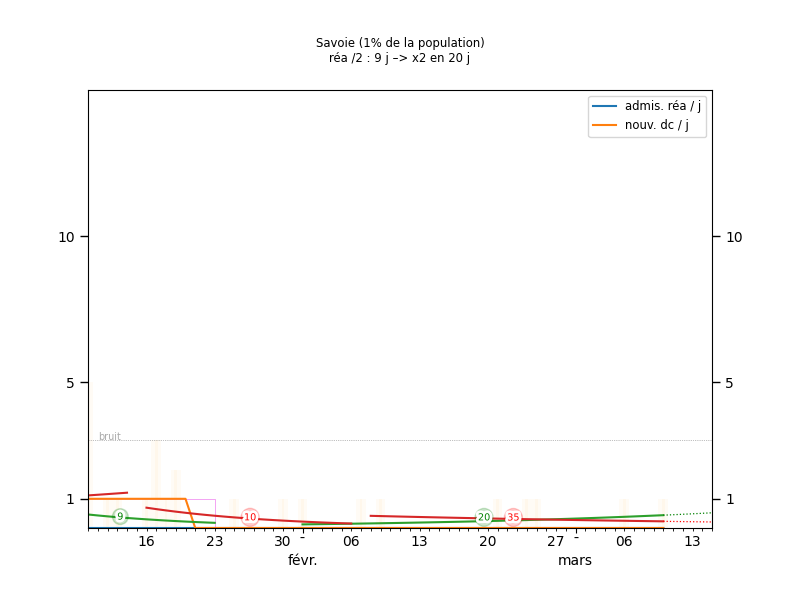 Savoie (1% de la population)
réa /2 : 9 j –> x2 en 20 j
admis. réa / j
nouv. dc / j
10 10
5 5
bruit
1 1
9 10 20 35
16 23 30 - 06 13 20 27 - 06 13
févr. mars